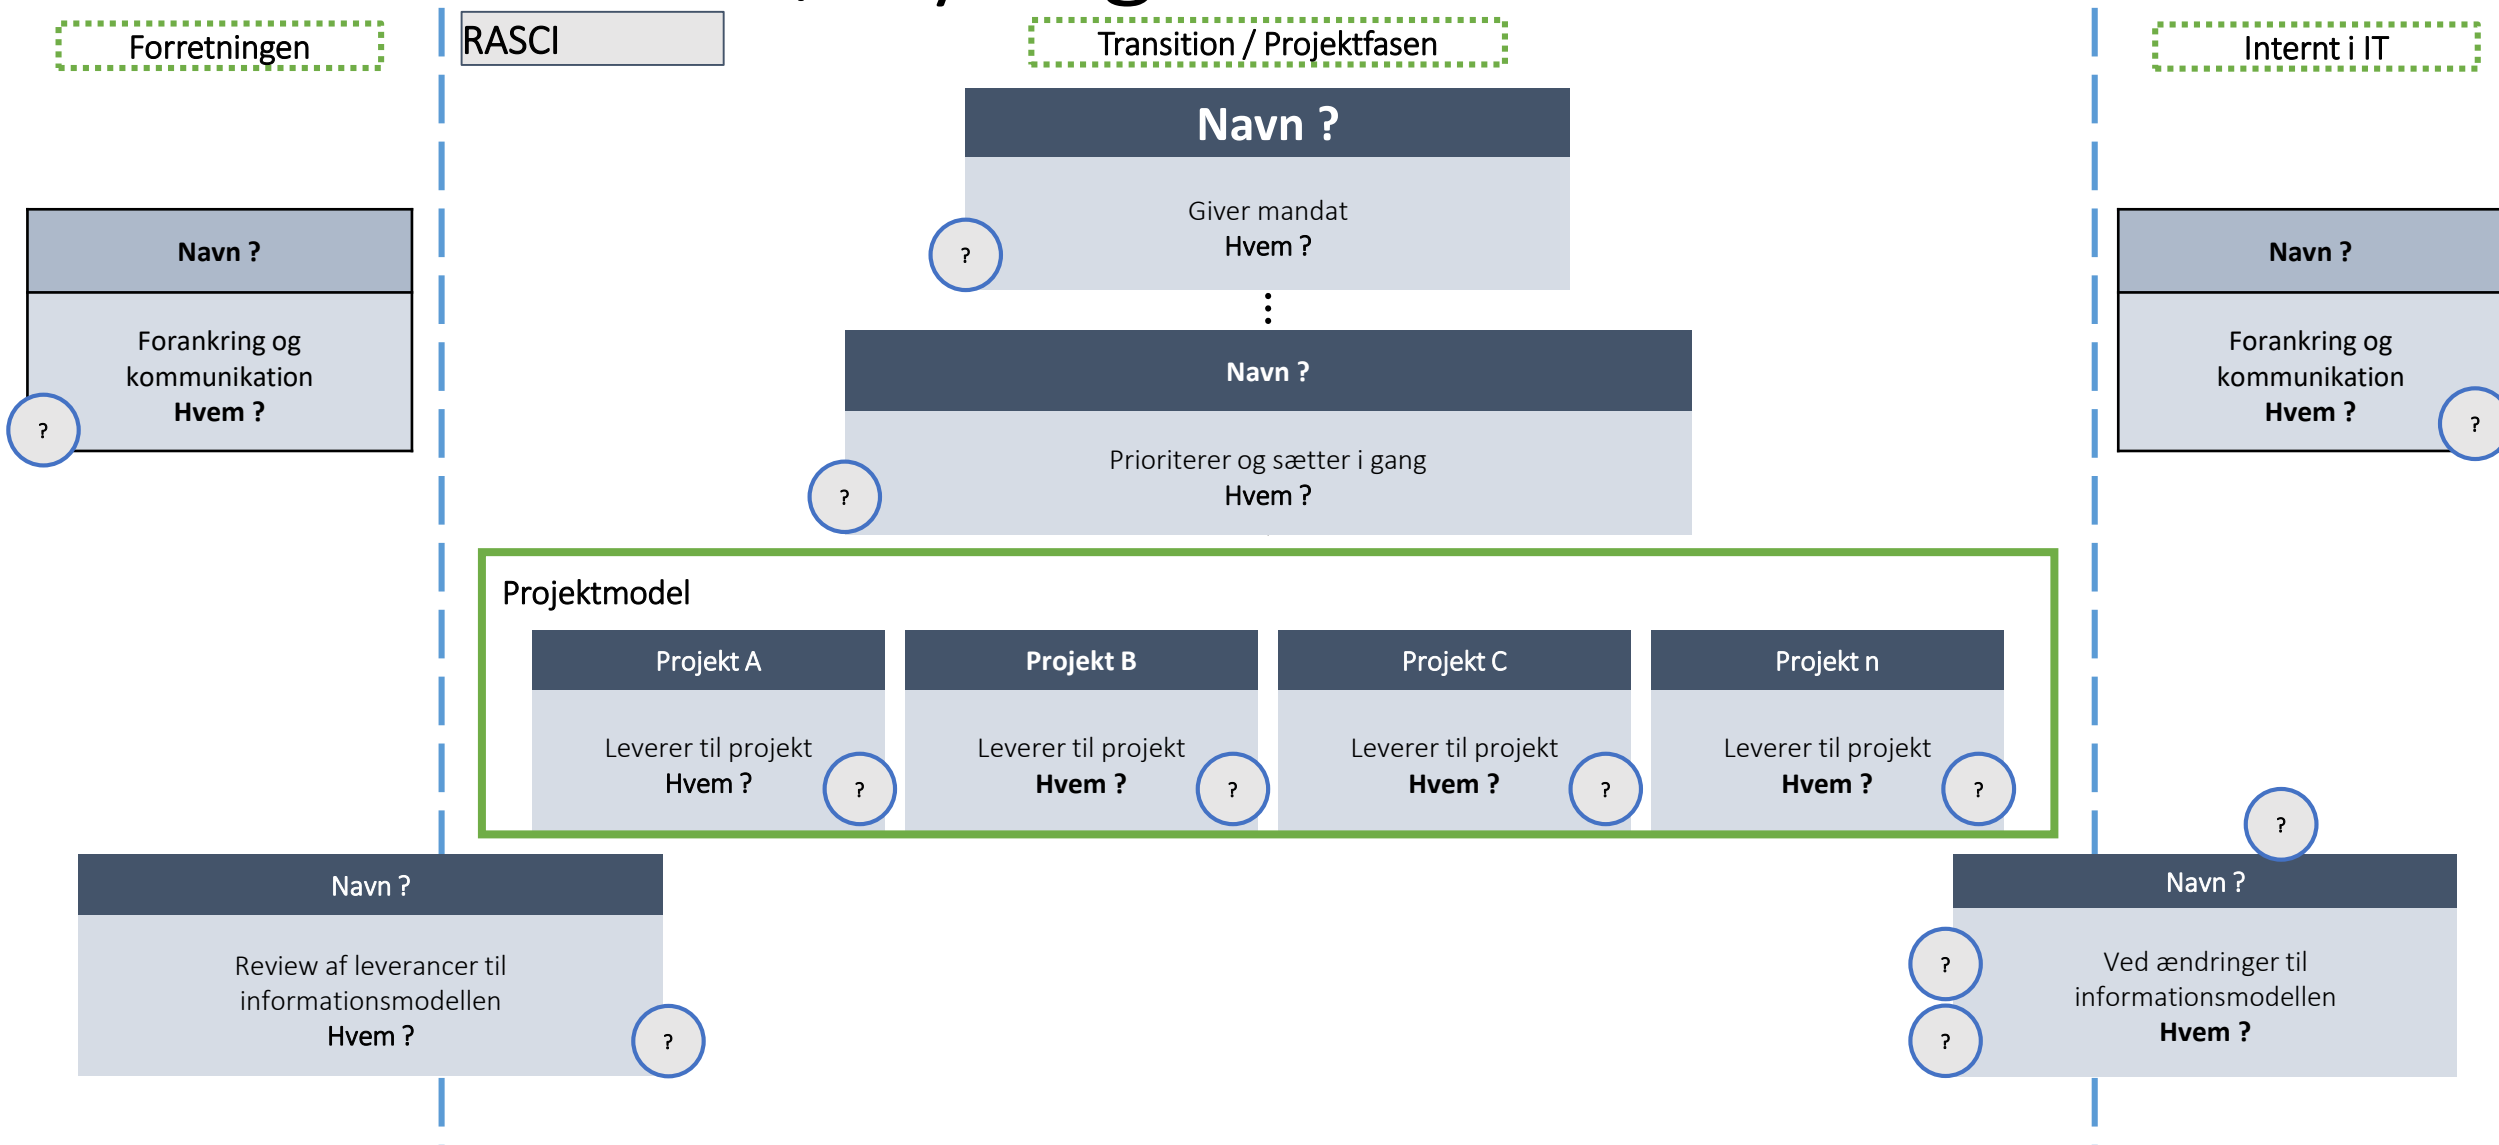 Forretningen
RASCI
Transition / Projektfasen
Internt i IT
Navn ?
Giver mandat
Hvem ?
?
Navn ?
Forankring og
kommunikation
Hvem ?
?
Navn ?
Forankring og
kommunikation
Hvem ?
?
Navn ?
Prioriterer og sætter i gang
Hvem ?
?
Projektmodel
Projekt A
Leverer til projekt
Hvem ?
?
Projekt B
Leverer til projekt
Hvem ?
?
Projekt C
Leverer til projekt
Hvem ?
?
Projekt n
Leverer til projekt
Hvem ?
?
Navn ?
Review af leverancer til
informationsmodellen
Hvem ?
?
?
Navn ?
Ved ændringer til
informationsmodellen
Hvem ?
?
?